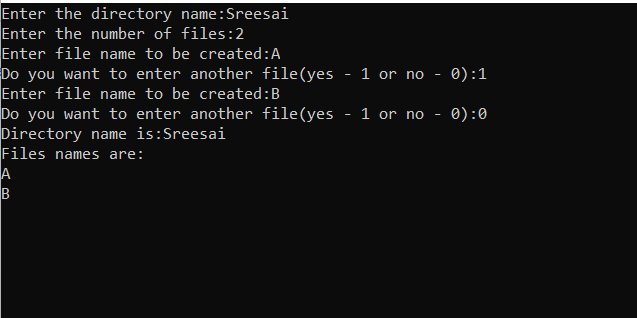 Enter the directory name:Sreesai
Enter the number of files:2
Enter file name to be created:A
Do you want to enter another file(yes - 1 or no - 0):1
Enter file name to be created:B
Do you want to enter another file(yes - 1 or no - 0):0
Directory name is:Sreesai
Files names are:
A
B